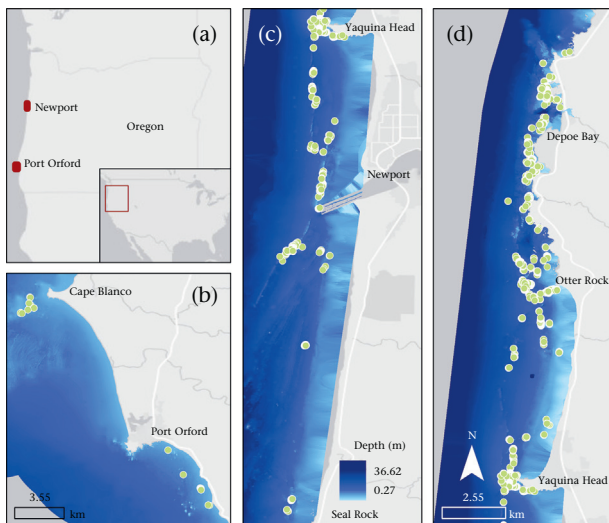 (a)
Newport
Oregon
Port Orford
(b)
Cape Blanco
Port Orford
3.55
km
(c)
Yaquina Head
Newport
Depth (m)
36.62
0.27
Seal Rock
(d)
Depoe Bay
Otter Rock
N
Yaquina Head
2.55
km